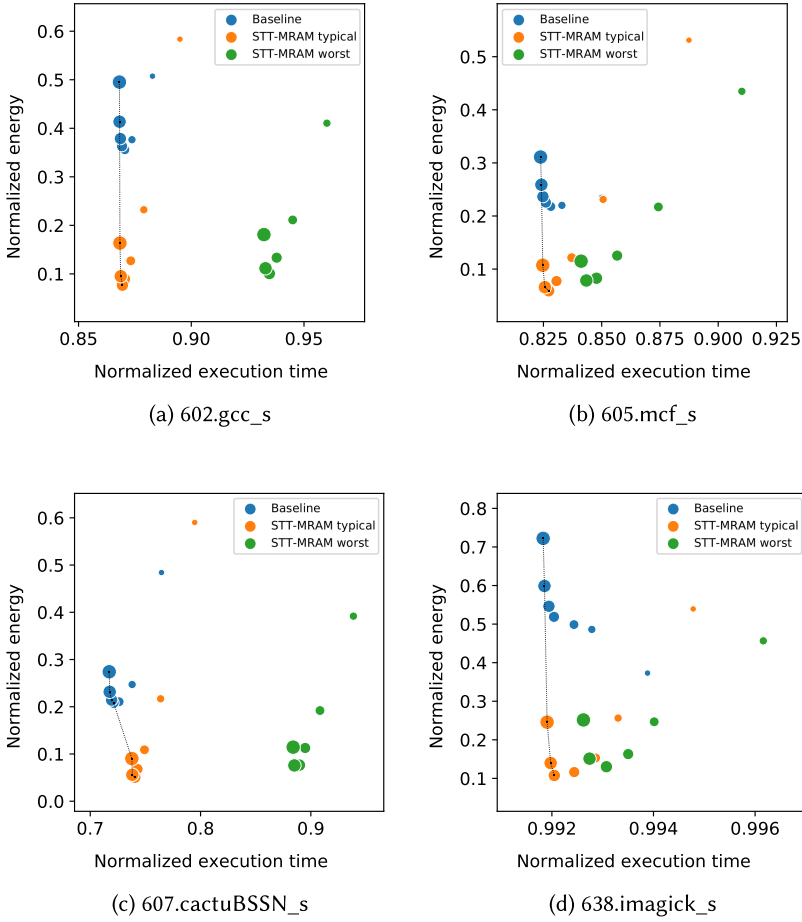 0.6
0.5
0.4
0.3
0.2
0.1
Normalized energy
Baseline
STT-MRAM typical
STT-MRAM worst
0.85
0.90
0.95
Normalized execution time
(a) 602.gcc_s
0.5
0.4
0.3
0.2
0.1
Normalized energy
Baseline
STT-MRAM typical
STT-MRAM worst
0.825
0.850
0.875
0.900
0.925
Normalized execution time
(b) 605.mcf_s
0.6
0.5
0.4
0.3
0.2
0.1
0.0
Normalized energy
Baseline
STT-MRAM typical
STT-MRAM worst
0.7
0.8
0.9
Normalized execution time
(c) 607.cactuBSSN_s
0.8
0.7
0.6
0.5
0.4
0.3
0.2
0.1
Normalized energy
Baseline
STT-MRAM typical
STT-MRAM worst
0.992
0.994
0.996
Normalized execution time
(d) 638.imagick_s